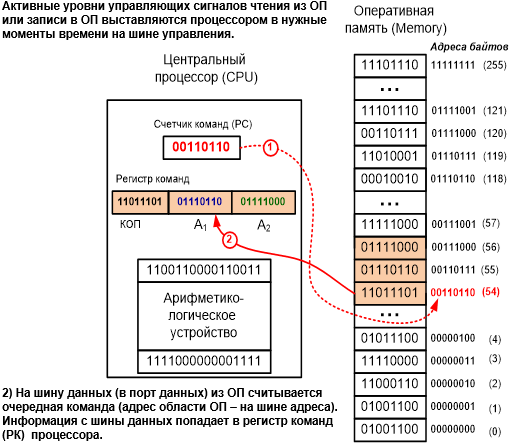 Активные уровни управляющих сигналов чтения из ОП
или записи в ОП выставляются процессором в нужные
моменты времени на шине управления.
Оперативная
память (Memory)
Адреса байтов
Центральный
процессор (CPU)
Счетчик команд (PC)
00110110
1
Регистр команд
11011101 01110110 01111000
КОП А1 А2
2
1100110000110011
Арифметико-
логическое
устройство
1111000000001111
11101110 11111111 (255)
...
11101110 01111001 (121)
00110111 01111000 (120)
11010001 01110111 (119)
00010010 01110110 (118)
...
11111000 00111001 (57)
01111000 00111000 (56)
01110110 00110111 (55)
11011101 00110110 (54)
...
01011100 00000100 (4)
11110000 00000011 (3)
11000110 00000010 (2)
01001100 00000001 (1)
01001100 00000000 (0)
2) На шину данных (в порт данных) из ОП считывается
очередная команда (адрес области ОП – на шине адреса).
Информация с шины данных попадает в регистр команд
(РК) процессора.